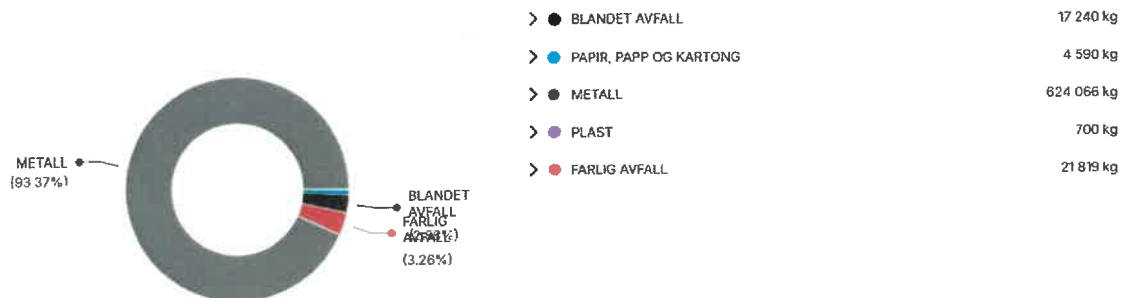 BLANDET AVFALL 17 240 kg
PAPIR, PAPP OG KARTONG 4 590 kg
METALL 624 066 kg
PLAST 700 kg
FARLIG AVFALL 21 819 kg
METALL
(93 37%)
BLANDET
AVFALL
FARLIG
AVFALL
(3.26%)